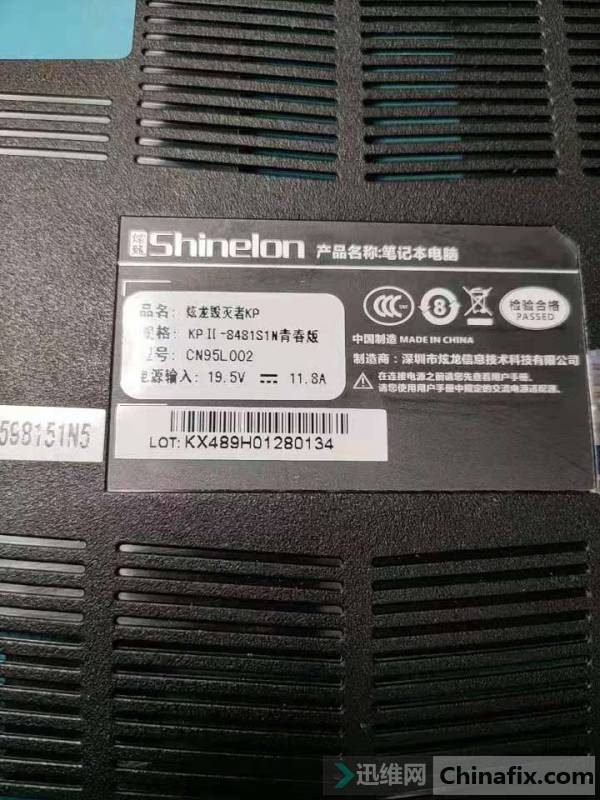 炫龙 Shinelon 产品名称:笔记本电脑
品名: 炫龙毁灭者KP
规格: KPII-8481S1N青春版
型号: CN95L002
电源输入: 19.5V 11.8A
CCC 8 检验合格
PASSED
中国制造 MADE IN CHINA
制造商: 深圳市炫龙信息技术科技有限公司
在连接电源之前请您先查看用户手册,
请您使用用户手册中规定的交流电源适配器。
598151N5
LOT: KX489H01280134
迅维网 Chinafix.com